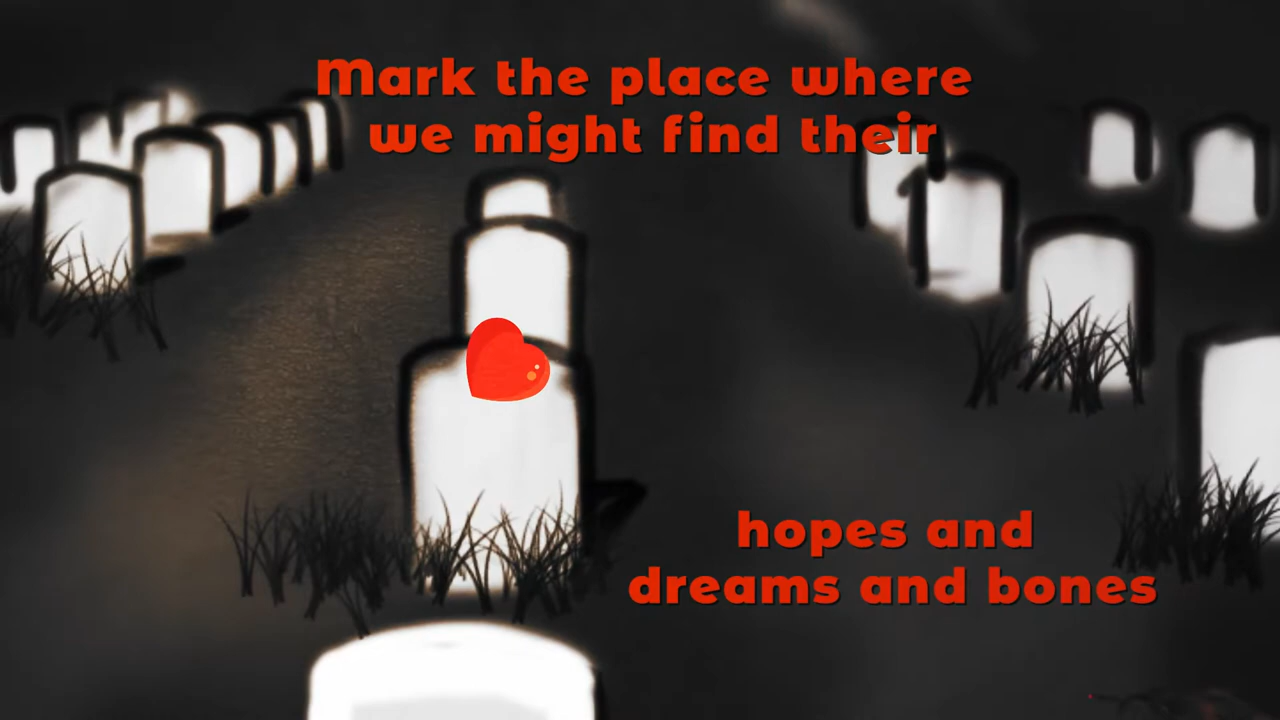 Mark the place where
we might find their
hopes and
dreams and bones